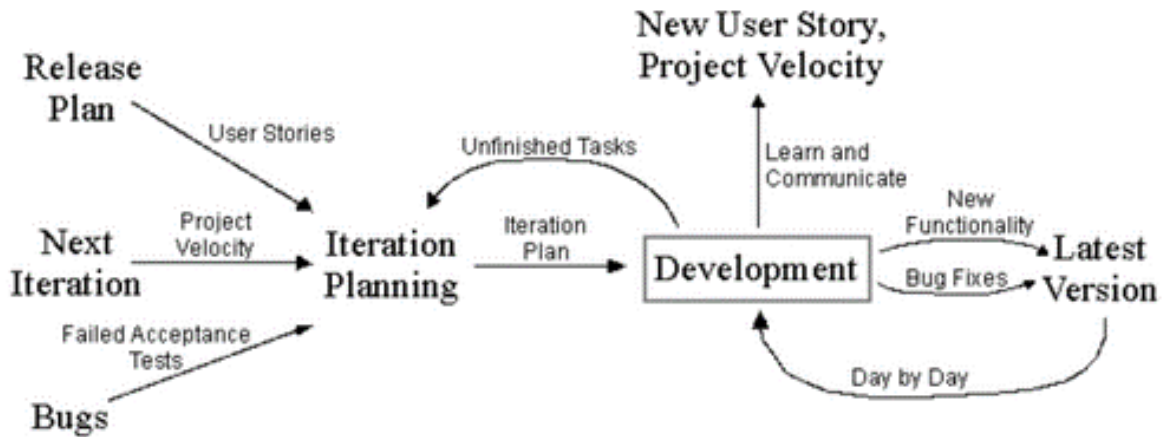 New User Story,
Project Velocity
Release
Plan
User Stories
Unfinished Tasks
Learn and
Communicate
New
Functionality
Project
Velocity
Next
Iteration
Iteration
Planning
Iteration
Plan
Development
Bug Fixes
Latest
Version
Failed Acceptance
Tests
Day by Day
Bugs